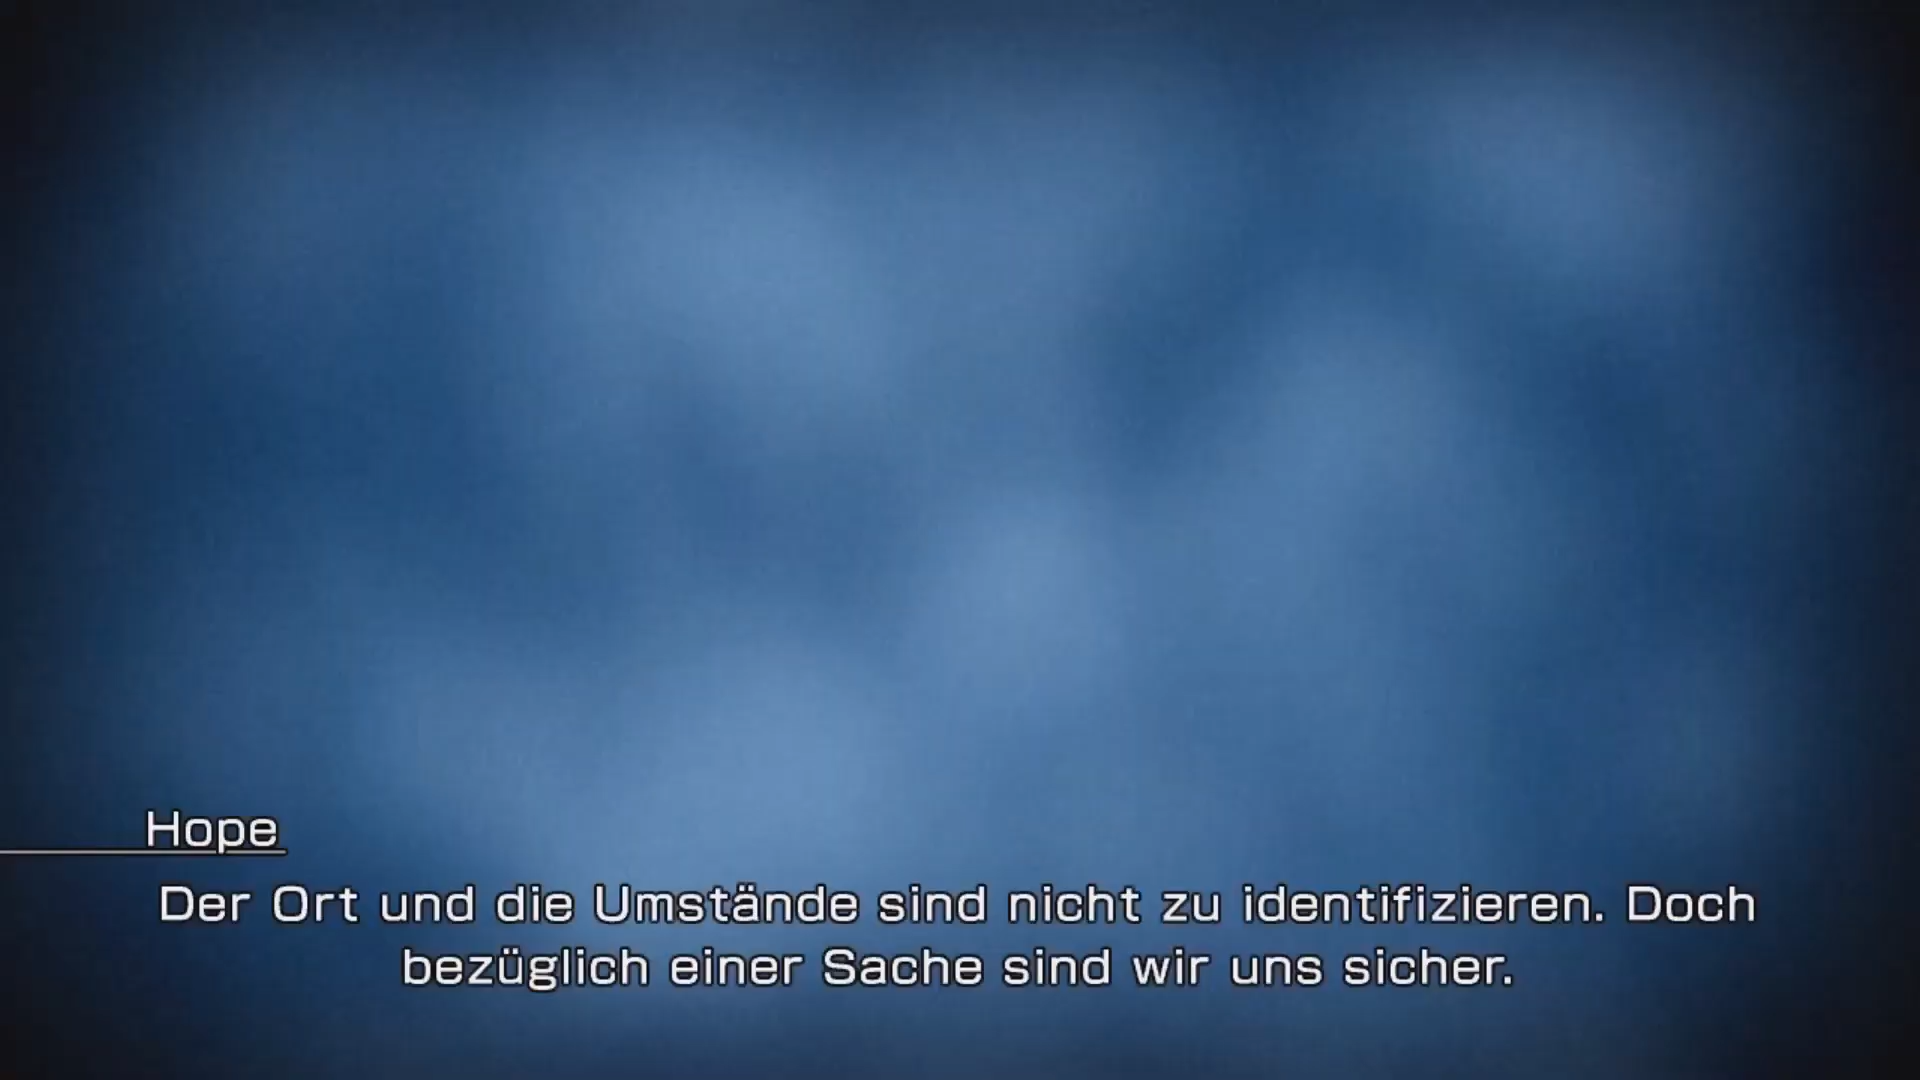 Hope
Der Ort und die Umstände sind nicht zu identifizieren. Doch
bezüglich einer Sache sind wir uns sicher.